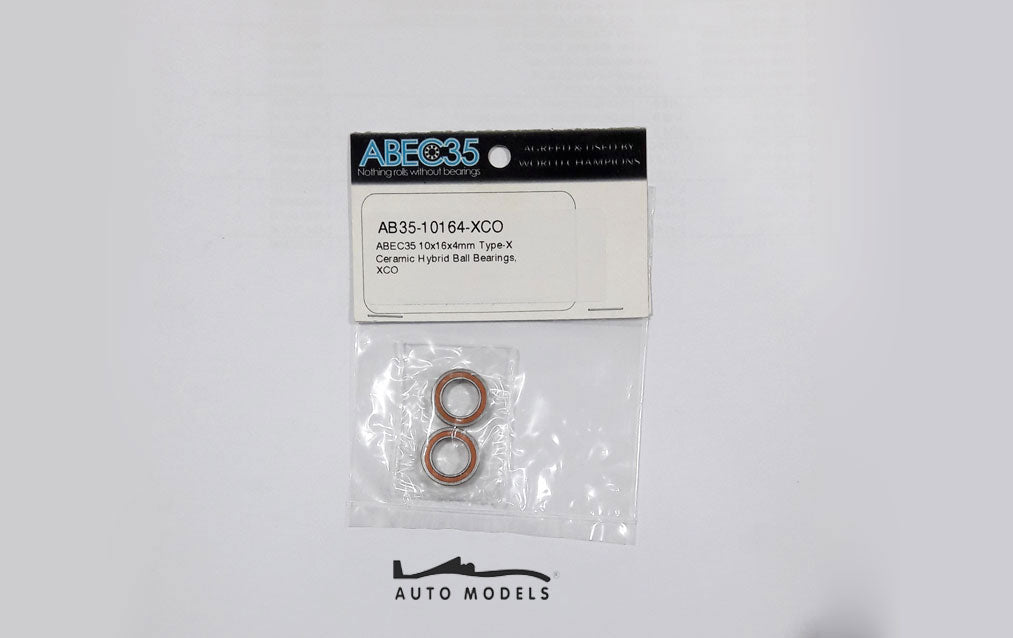 ABEC35
Nothing rolls without bearings
AGREED & USED BY
WORLD CHAMPIONS
AB35-10164-XCO
ABEC35 10x16x4mm Type-X
Ceramic Hybrid Ball Bearings,
XCO
AUTO MODELS